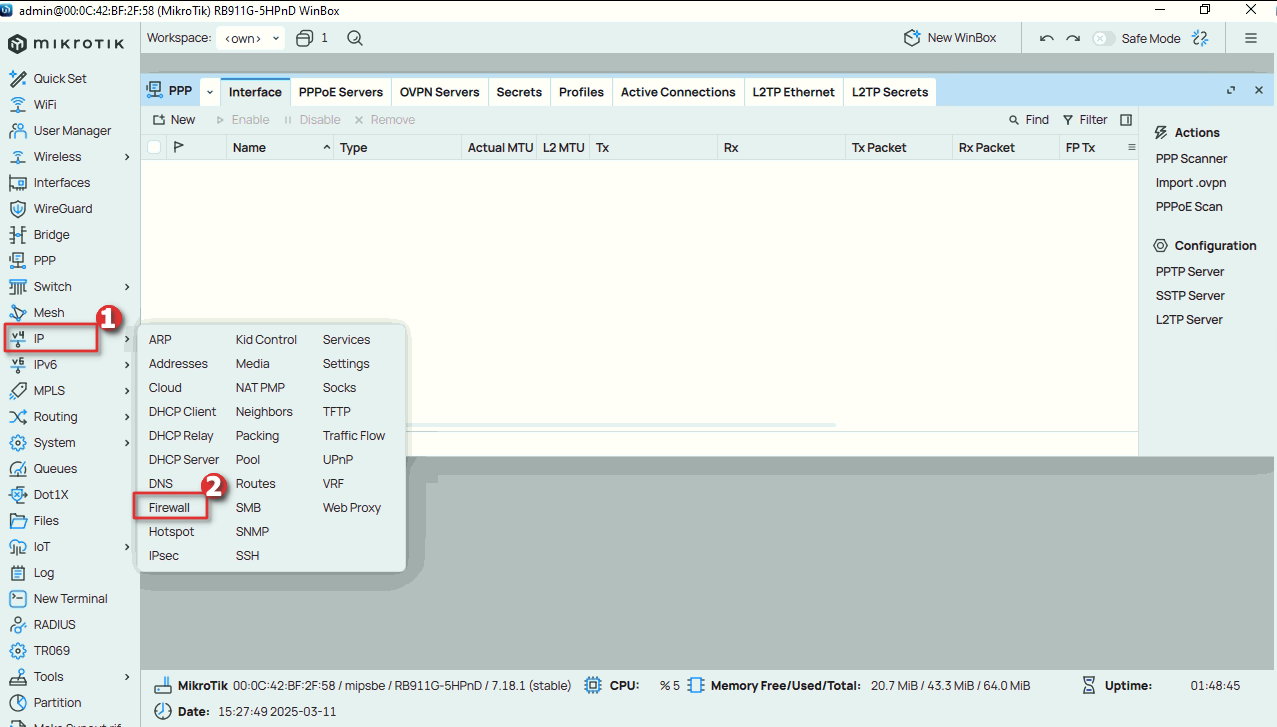 admin@00:0C:42:BF:2F:58 (MikroTik) RB911G-5HPnD WinBox
MIKROTIK
Workspace: <own> 1
New WinBox
Safe Mode
Quick Set
WiFi
User Manager
Wireless
Interfaces
WireGuard
Bridge
PPP
Switch
Mesh
1
IP
IPv6
MPLS
Routing
System
Queues
Dot1X
Files
IoT
Log
New Terminal
RADIUS
TR069
Tools
Partition
PPP Interface PPPoE Servers OVPN Servers Secrets Profiles Active Connections L2TP Ethernet L2TP Secrets
New Enable Disable Remove Find Filter
Name Type Actual MTU L2 MTU Tx Rx Tx Packet Rx Packet FP Tx
Actions
PPP Scanner
Import .ovpn
PPPoE Scan
Configuration
PPTP Server
SSTP Server
L2TP Server
ARP Kid Control Services
Addresses Media Settings
Cloud NAT PMP Socks
DHCP Client Neighbors TFTP
DHCP Relay Packing Traffic Flow
DHCP Server Pool UPnP
DNS 2 Routes VRF
Firewall SMB Web Proxy
Hotspot SNMP
IPsec SSH
MikroTik 00:0C:42:BF:2F:58 / mipsbe / RB911G-5HPnD / 7.18.1 (stable) CPU: % 5 Memory Free/Used/Total: 20.7 MiB / 43.3 MiB / 64.0 MiB Uptime: 01:48:45
Date: 15:27:49 2025-03-11